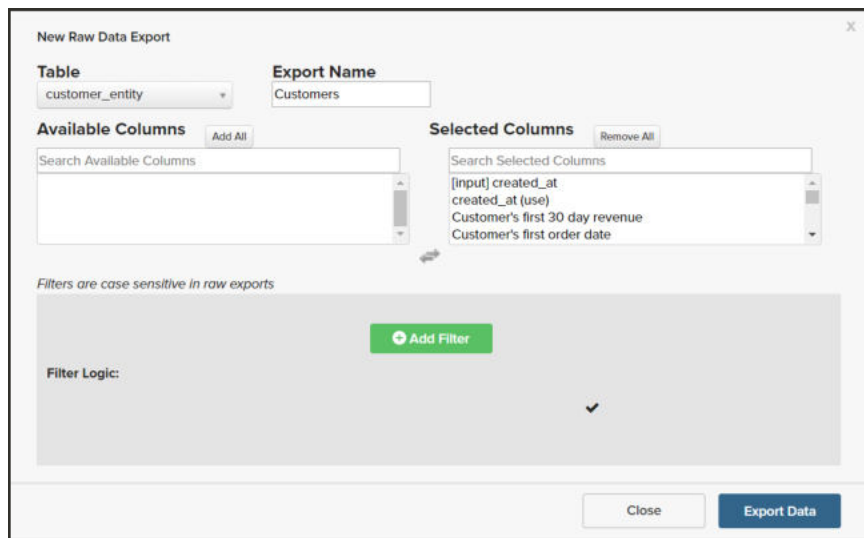 x
New Raw Data Export
Table
Export Name
customer_entity
Customers
Available Columns
Add All
Selected Columns
Remove All
Search Available Columns
Search Selected Columns
[input] created_at
created_at (use)
Customer's first 30 day revenue
Customer's first order date
Filters are case sensitive in raw exports
Add Filter
Filter Logic:
Close
Export Data